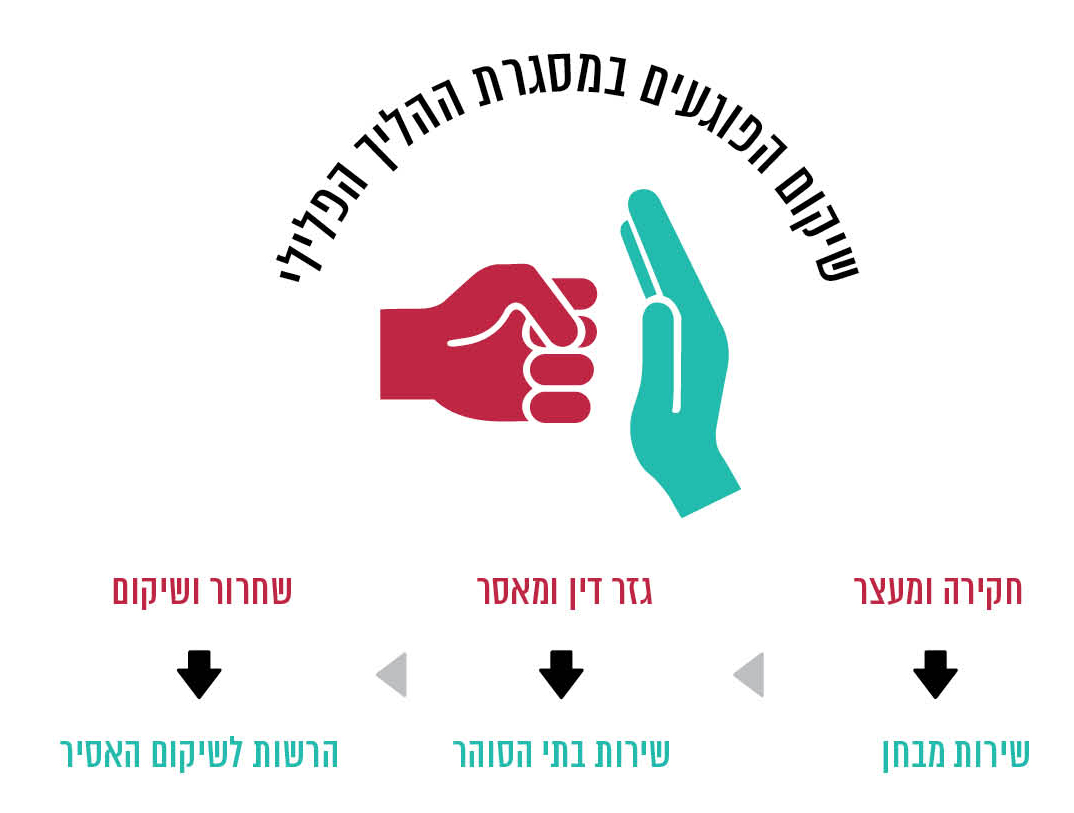 שיקום הפוגעים במסגרת ההליך הפלילי
חקירה ומעצר
גזר דין ומאסר
שחרור ושיקום
שירות מבחן
שירות בתי הסוהר
הרשות לשיקום האסיר